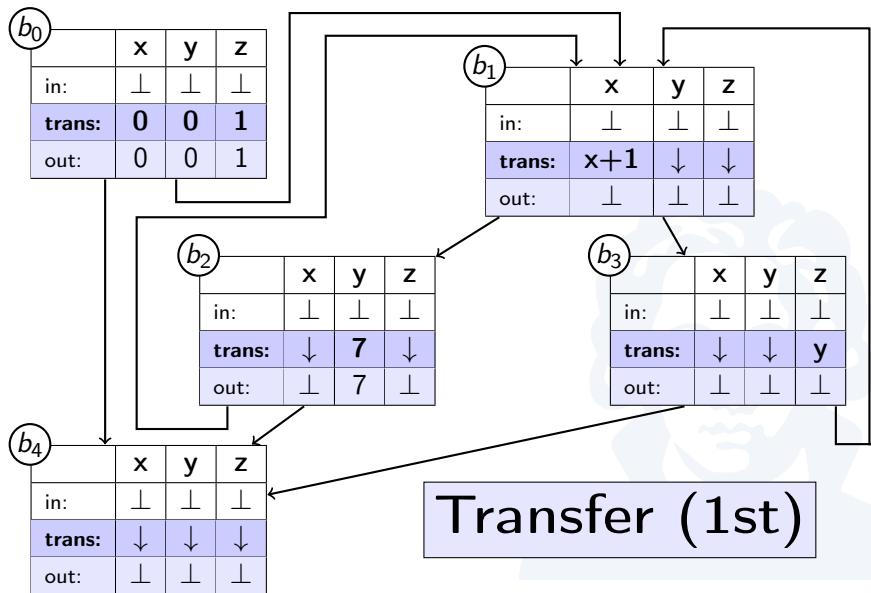 b₀
x y z
in: ⊥ ⊥ ⊥
trans: 0 0 1
out: 0 0 1
b₁
x y z
in: ⊥ ⊥ ⊥
trans: x+1 ↓ ↓
out: ⊥ ⊥ ⊥
b₂
x y z
in: ⊥ ⊥ ⊥
trans: ↓ 7 ↓
out: ⊥ 7 ⊥
b₃
x y z
in: ⊥ ⊥ ⊥
trans: ↓ ↓ y
out: ⊥ ⊥ ⊥
b₄
x y z
in: ⊥ ⊥ ⊥
trans: ↓ ↓ ↓
out: ⊥ ⊥ ⊥
Transfer (1st)